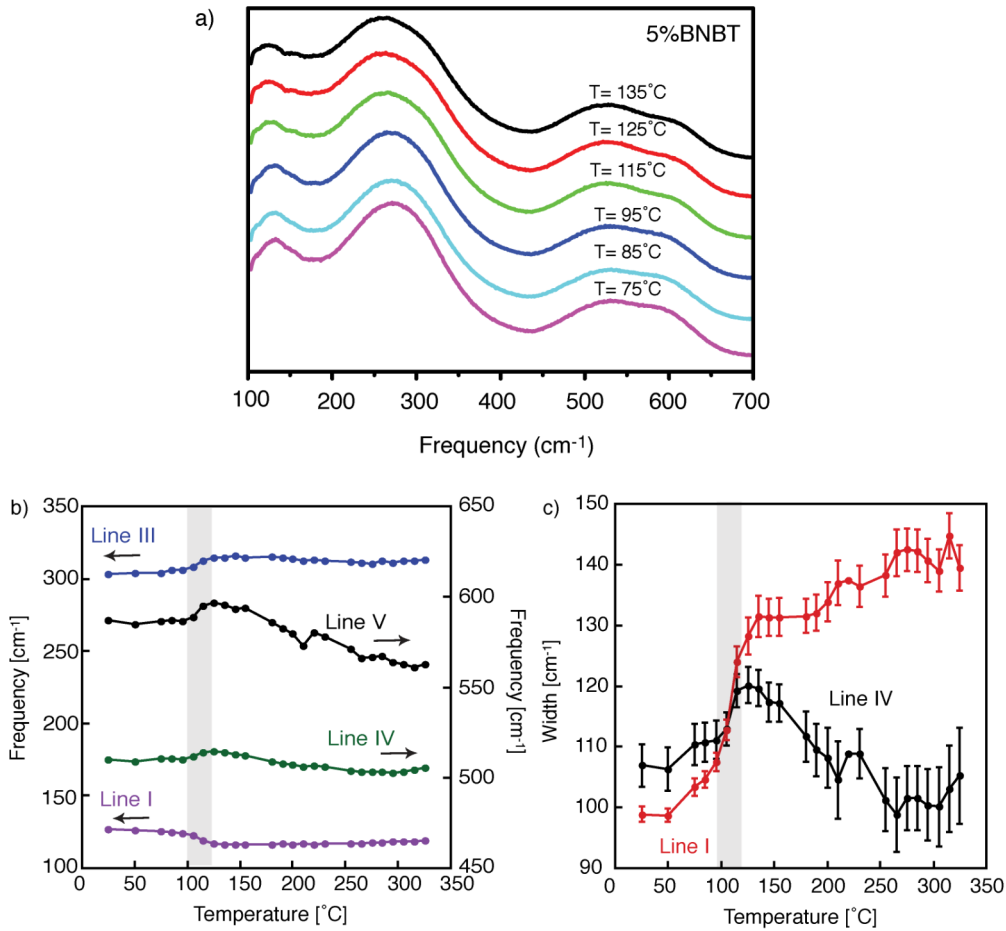 a)
5%BNBT
T= 135˚C
T= 125˚C
T= 115˚C
T= 95˚C
T= 85˚C
T= 75˚C
100 200 300 400 500 600 700
Frequency (cm-1)
b)
350
300
250
200
150
100
Frequency [cm-1]
Line III
Line V
Line IV
Line I
650
600
550
500
450
Frequency [cm-1]
0 50 100 150 200 250 300 350
Temperature [˚C]
c)
150
140
130
120
110
100
90
Width [cm-1]
Line IV
Line I
0 50 100 150 200 250 300 350
Temperature [˚C]